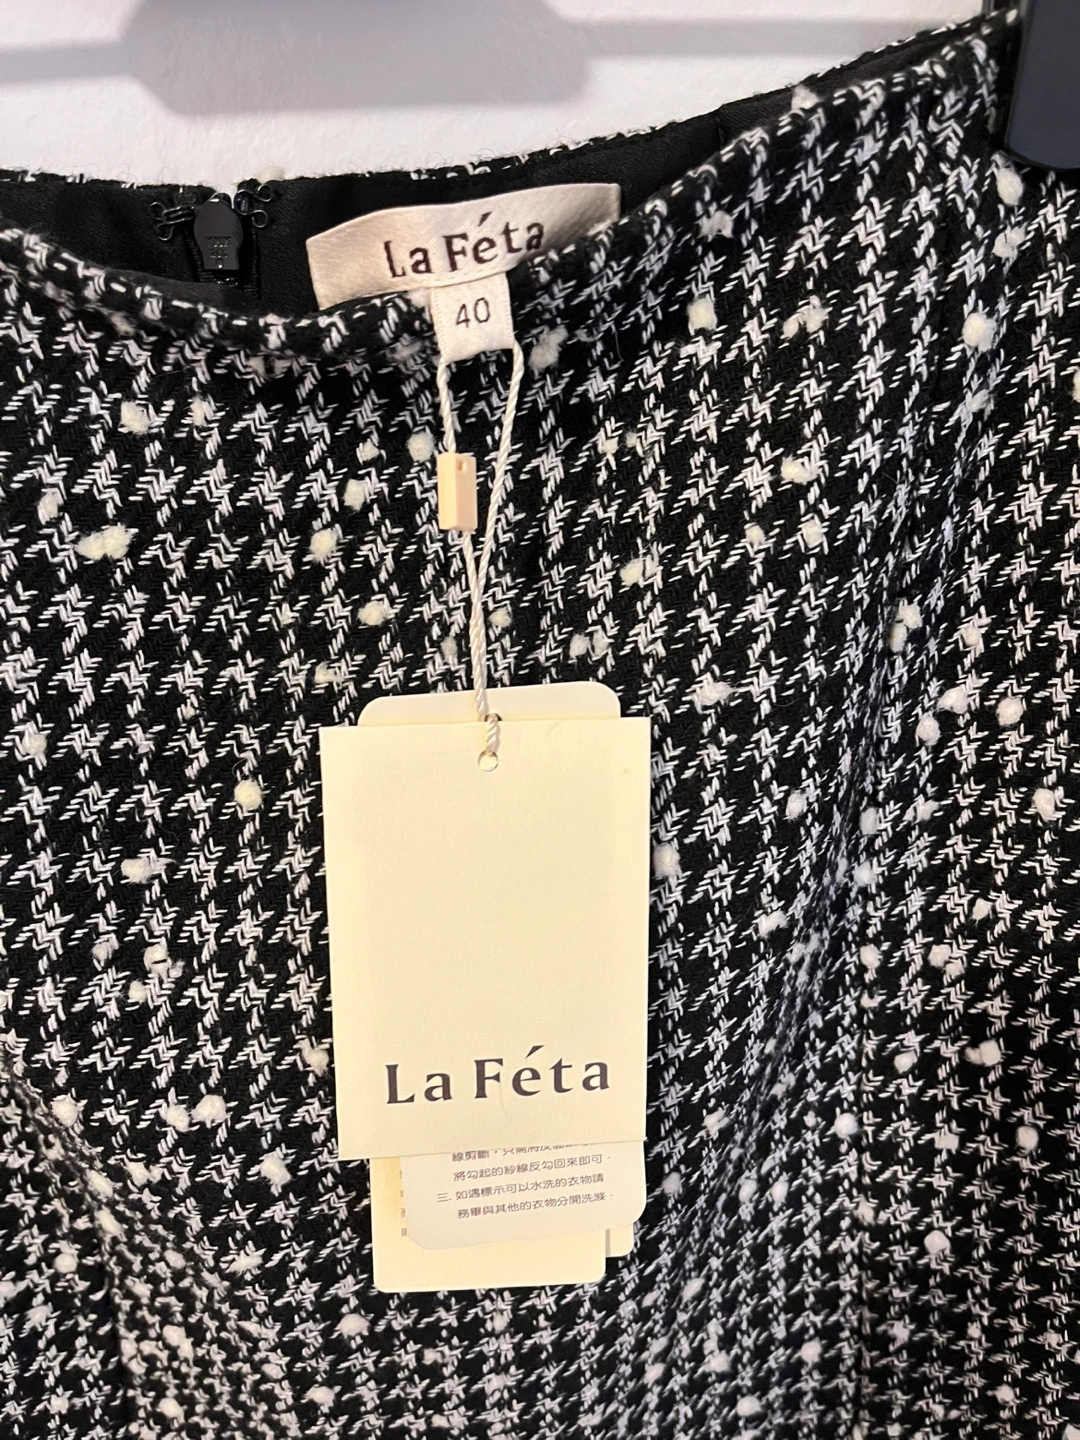 La Féta
40
La Féta
線剪斷，只需將反面
將勾起的紗線反勾回來即可．
三. 如遇標示可以水洗的衣物請
務畢與其他的衣物分開洗滌．